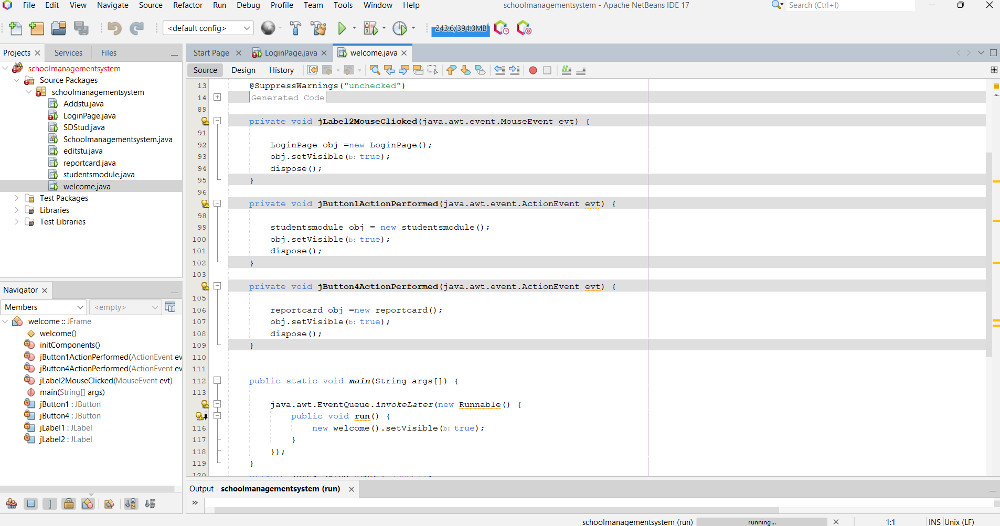 File Edit View Navigate Source Refactor Run Debug Profile Team Tools Window Help schoolmanagementsystem - Apache NetBeans IDE 17 Search (Ctrl+I)
<default config> 243.6/394.0MB
Projects Services Files
schoolmanagementsystem
Source Packages
schoolmanagementsystem
Addstu.java
LoginPage.java
SDStud.java
Schoolmanagementsystem.java
editstu.java
reportcard.java
studentsmodule.java
welcome.java
Test Packages
Libraries
Test Libraries
Navigator
Members <empty>
welcome :: JFrame
welcome()
initComponents()
jButton1ActionPerformed(ActionEvent ev
jButton4ActionPerformed(ActionEvent ev
jLabel2MouseClicked(MouseEvent evt)
main(String[] args)
jButton1 : JButton
jButton4 : JButton
jLabel1 : JLabel
jLabel2 : JLabel
Start Page LoginPage.java welcome.java
Source Design History
13 @SuppressWarnings("unchecked")
14 Generated Code
89
private void jLabel2MouseClicked(java.awt.event.MouseEvent evt) {
91
92 LoginPage obj =new LoginPage();
93 obj.setVisible(b: true);
94 dispose();
95 }
96
private void jButton1ActionPerformed(java.awt.event.ActionEvent evt) {
98
99 studentsmodule obj = new studentsmodule();
100 obj.setVisible(b: true);
101 dispose();
102 }
103
private void jButton4ActionPerformed(java.awt.event.ActionEvent evt) {
105
106 reportcard obj =new reportcard();
107 obj.setVisible(b: true);
108 dispose();
109 }
110
111
112 public static void main(String args[]) {
113
java.awt.EventQueue.invokeLater(new Runnable() {
public void run() {
116 new welcome().setVisible(b: true);
117 }
118 });
119 }
120
Output - schoolmanagementsystem (run)
schoolmanagementsystem (run) running... 1:1 INS Unix (LF)